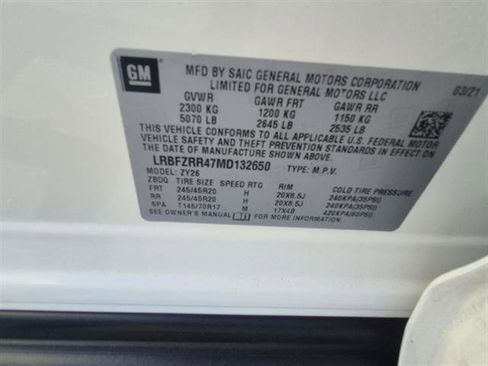 GM
MFD BY SAIC GENERAL MOTORS CORPORATION 03/21
LIMITED FOR GENERAL MOTORS LLC
GVWR GAWR FRT GAWR RR
2300 KG 1200 KG 1150 KG
5070 LB 2645 LB 2535 LB
THIS VEHICLE CONFORMS TO ALL APPLICABLE U.S. FEDERAL MOTOR
VEHICLE SAFETY AND THEFT PREVENTION STANDARDS IN EFFECT ON
THE DATE OF MANUFACTURE SHOWN ABOVE.
LRBFZRR47MD132650 TYPE: M.P.V.
MODEL: ZY26
ZBDQ TIRE SIZE SPEED RTG RIM COLD TIRE PRESSURE
FRT 245/45R20 H 20X8.5J 240KPA(35PSI)
RR 245/45R20 H 20X8.5J 240KPA(35PSI)
SPA T145/70R17 M 17X4B 420KPA(60PSI)
SEE OWNER'S MANUAL FOR MORE INFORMATION